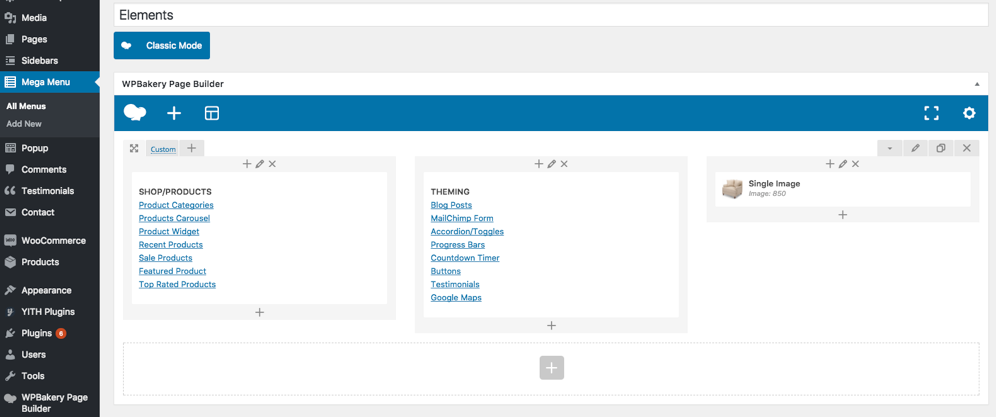 Media
Pages
Sidebars
Mega Menu
All Menus
Add New
Popup
Comments
Testimonials
Contact
WooCommerce
Products
Appearance
YITH Plugins
Plugins 6
Users
Tools
WPBakery Page
Builder
Elements
Classic Mode
WPBakery Page Builder
Custom
SHOP/PRODUCTS
Product Categories
Products Carousel
Product Widget
Recent Products
Sale Products
Featured Product
Top Rated Products
THEMING
Blog Posts
MailChimp Form
Accordion/Toggles
Progress Bars
Countdown Timer
Buttons
Testimonials
Google Maps
Single Image
Image: 850